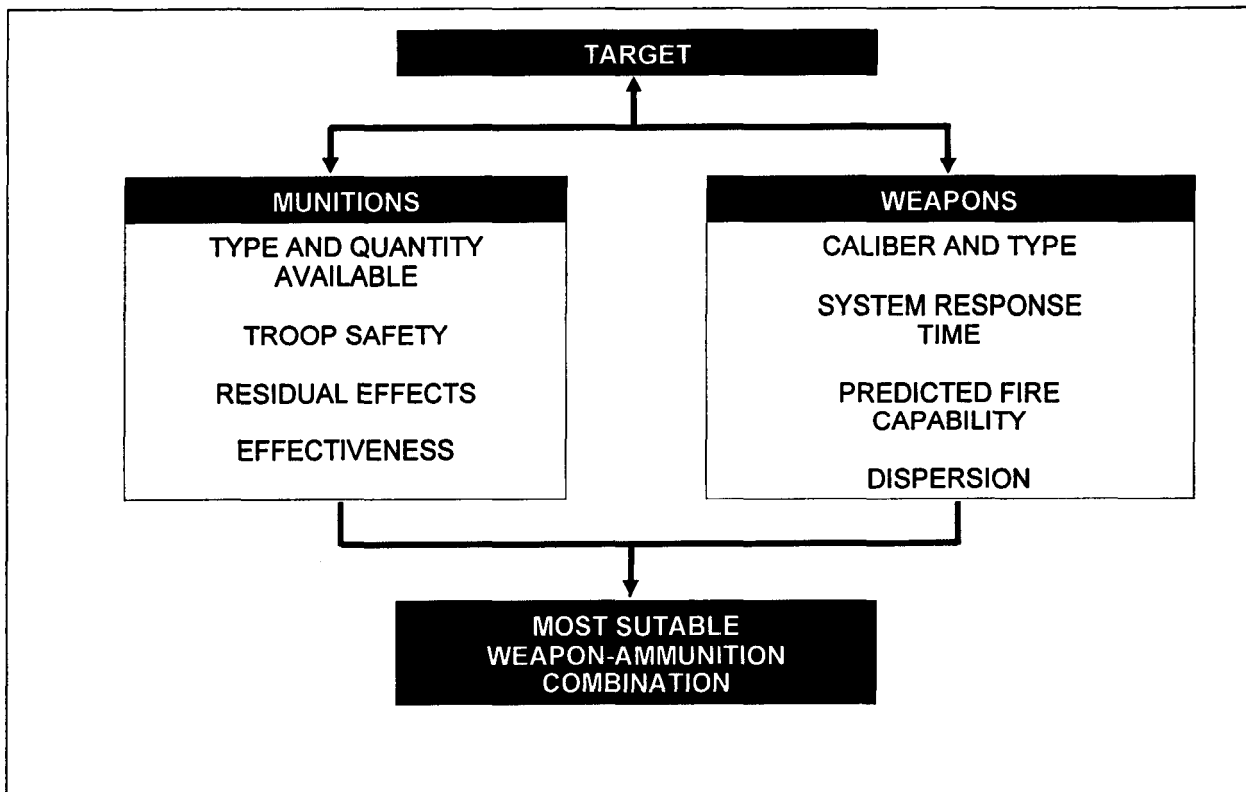 TARGET
MUNITIONS
TYPE AND QUANTITY
AVAILABLE
TROOP SAFETY
RESIDUAL EFFECTS
EFFECTIVENESS
WEAPONS
CALIBER AND TYPE
SYSTEM RESPONSE
TIME
PREDICTED FIRE
CAPABILITY
DISPERSION
MOST SUTABLE
WEAPON-AMMUNITION
COMBINATION